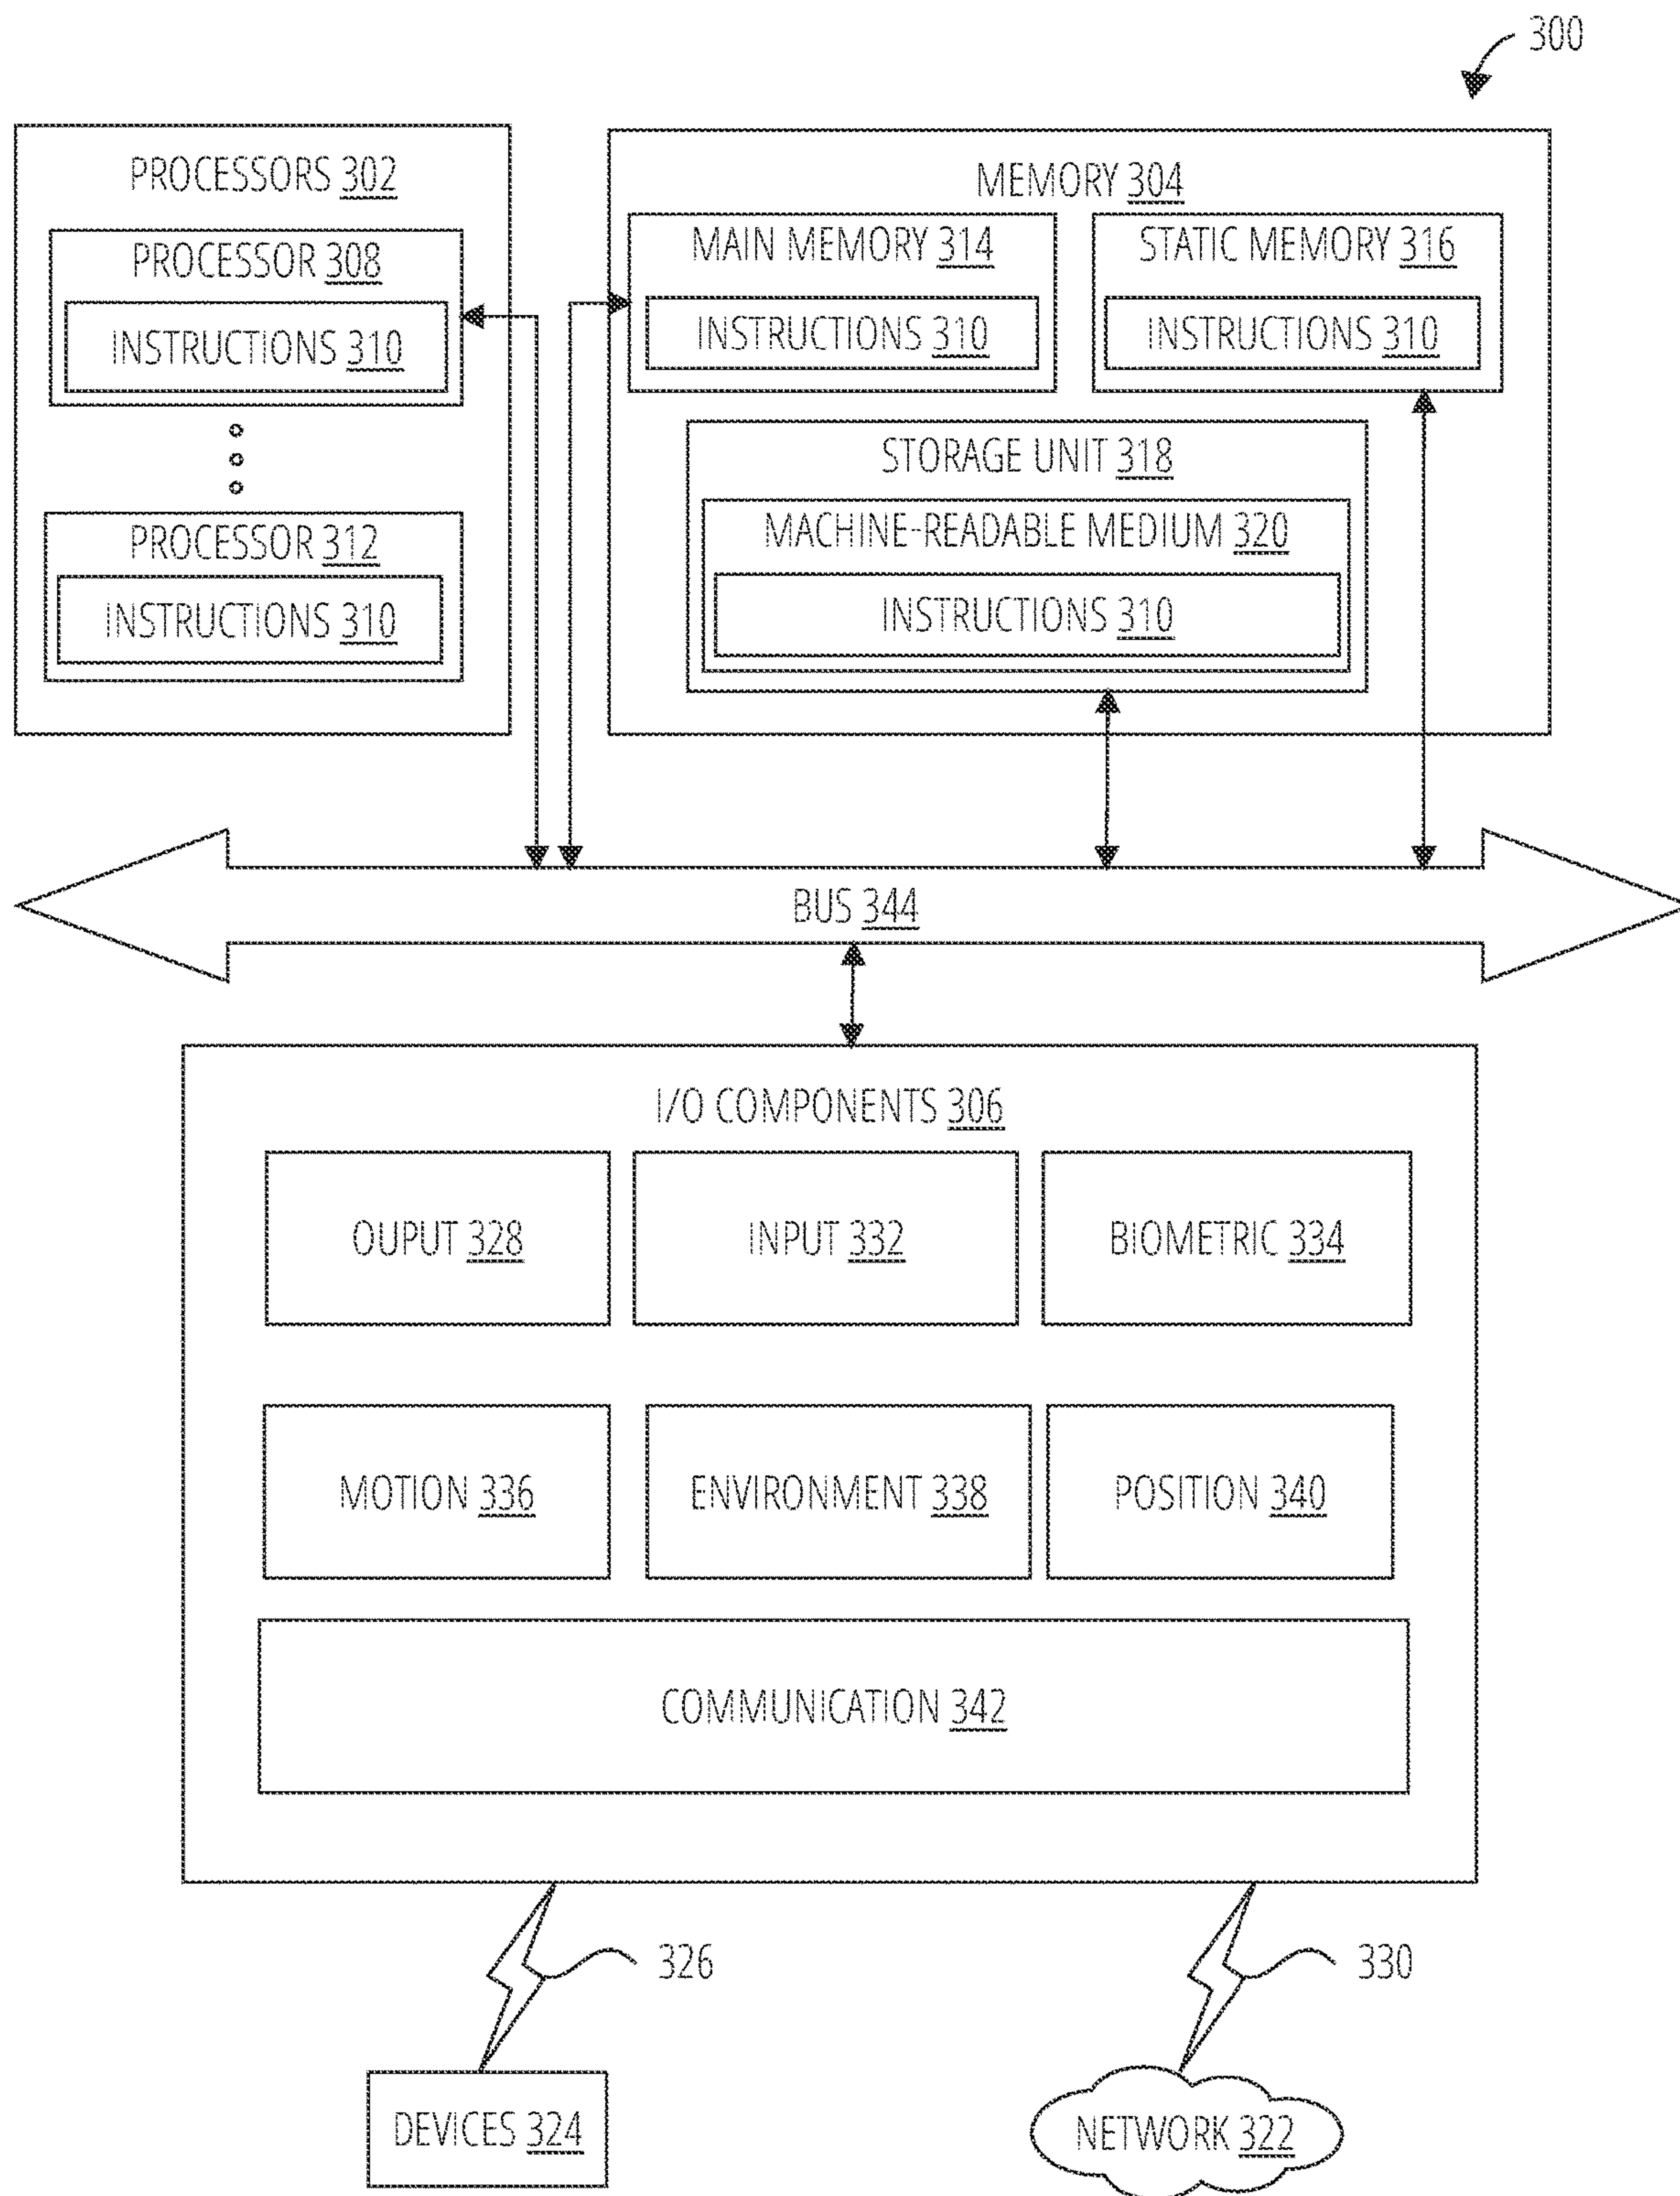 300
PROCESSORS 302
PROCESSOR 308
INSTRUCTIONS 310
PROCESSOR 312
INSTRUCTIONS 310
MEMORY 304
MAIN MEMORY 314
INSTRUCTIONS 310
STATIC MEMORY 316
INSTRUCTIONS 310
STORAGE UNIT 318
MACHINE-READABLE MEDIUM 320
INSTRUCTIONS 310
BUS 344
I/O COMPONENTS 306
OUPUT 328
INPUT 332
BIOMETRIC 334
MOTION 336
ENVIRONMENT 338
POSITION 340
COMMUNICATION 342
326
330
DEVICES 324
NETWORK 322